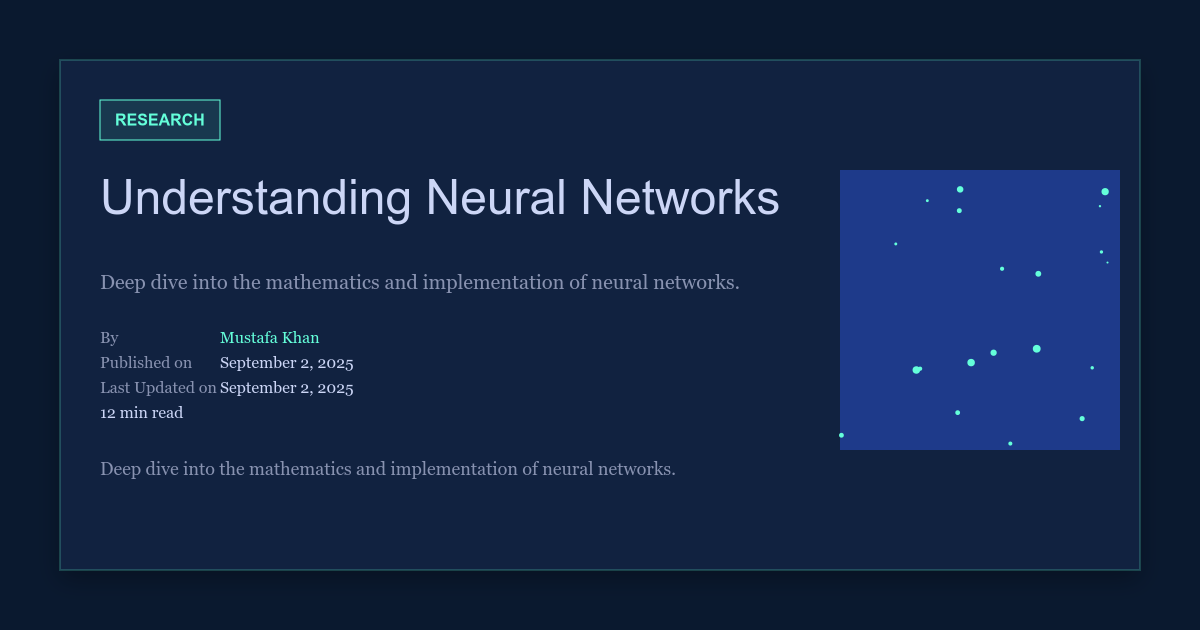 RESEARCH
Understanding Neural Networks
Deep dive into the mathematics and implementation of neural networks.
By Mustafa Khan
Published on September 2, 2025
Last Updated on September 2, 2025
12 min read
Deep dive into the mathematics and implementation of neural networks.